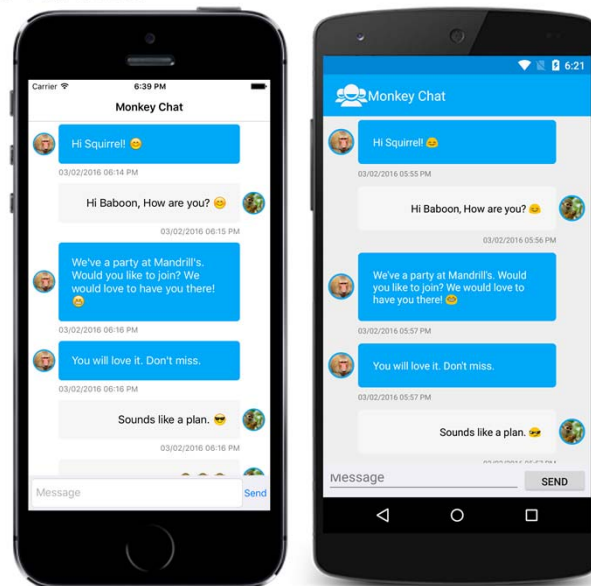 Carrier
6:39 PM
Monkey Chat
Hi Squirrel! 😊
03/02/2016 06:14 PM
Hi Baboon, How are you? 😊
03/02/2016 06:15 PM
We've a party at Mandrill's.
Would you like to join? We
would love to have you there!
😁
03/02/2016 06:16 PM
You will love it. Don't miss.
03/02/2016 06:16 PM
Sounds like a plan. 😎
03/02/2016 06:16 PM
Message
Send
6:21
Monkey Chat
Hi Squirrel! 😊
03/02/2016 05:55 PM
Hi Baboon, How are you? 😊
03/02/2016 05:56 PM
We've a party at Mandrill's. Would
you like to join? We would love to
have you there! 😁
03/02/2016 05:57 PM
You will love it. Don't miss.
03/02/2016 05:57 PM
Sounds like a plan. 😎
03/02/2016 05:57 PM
Message
SEND